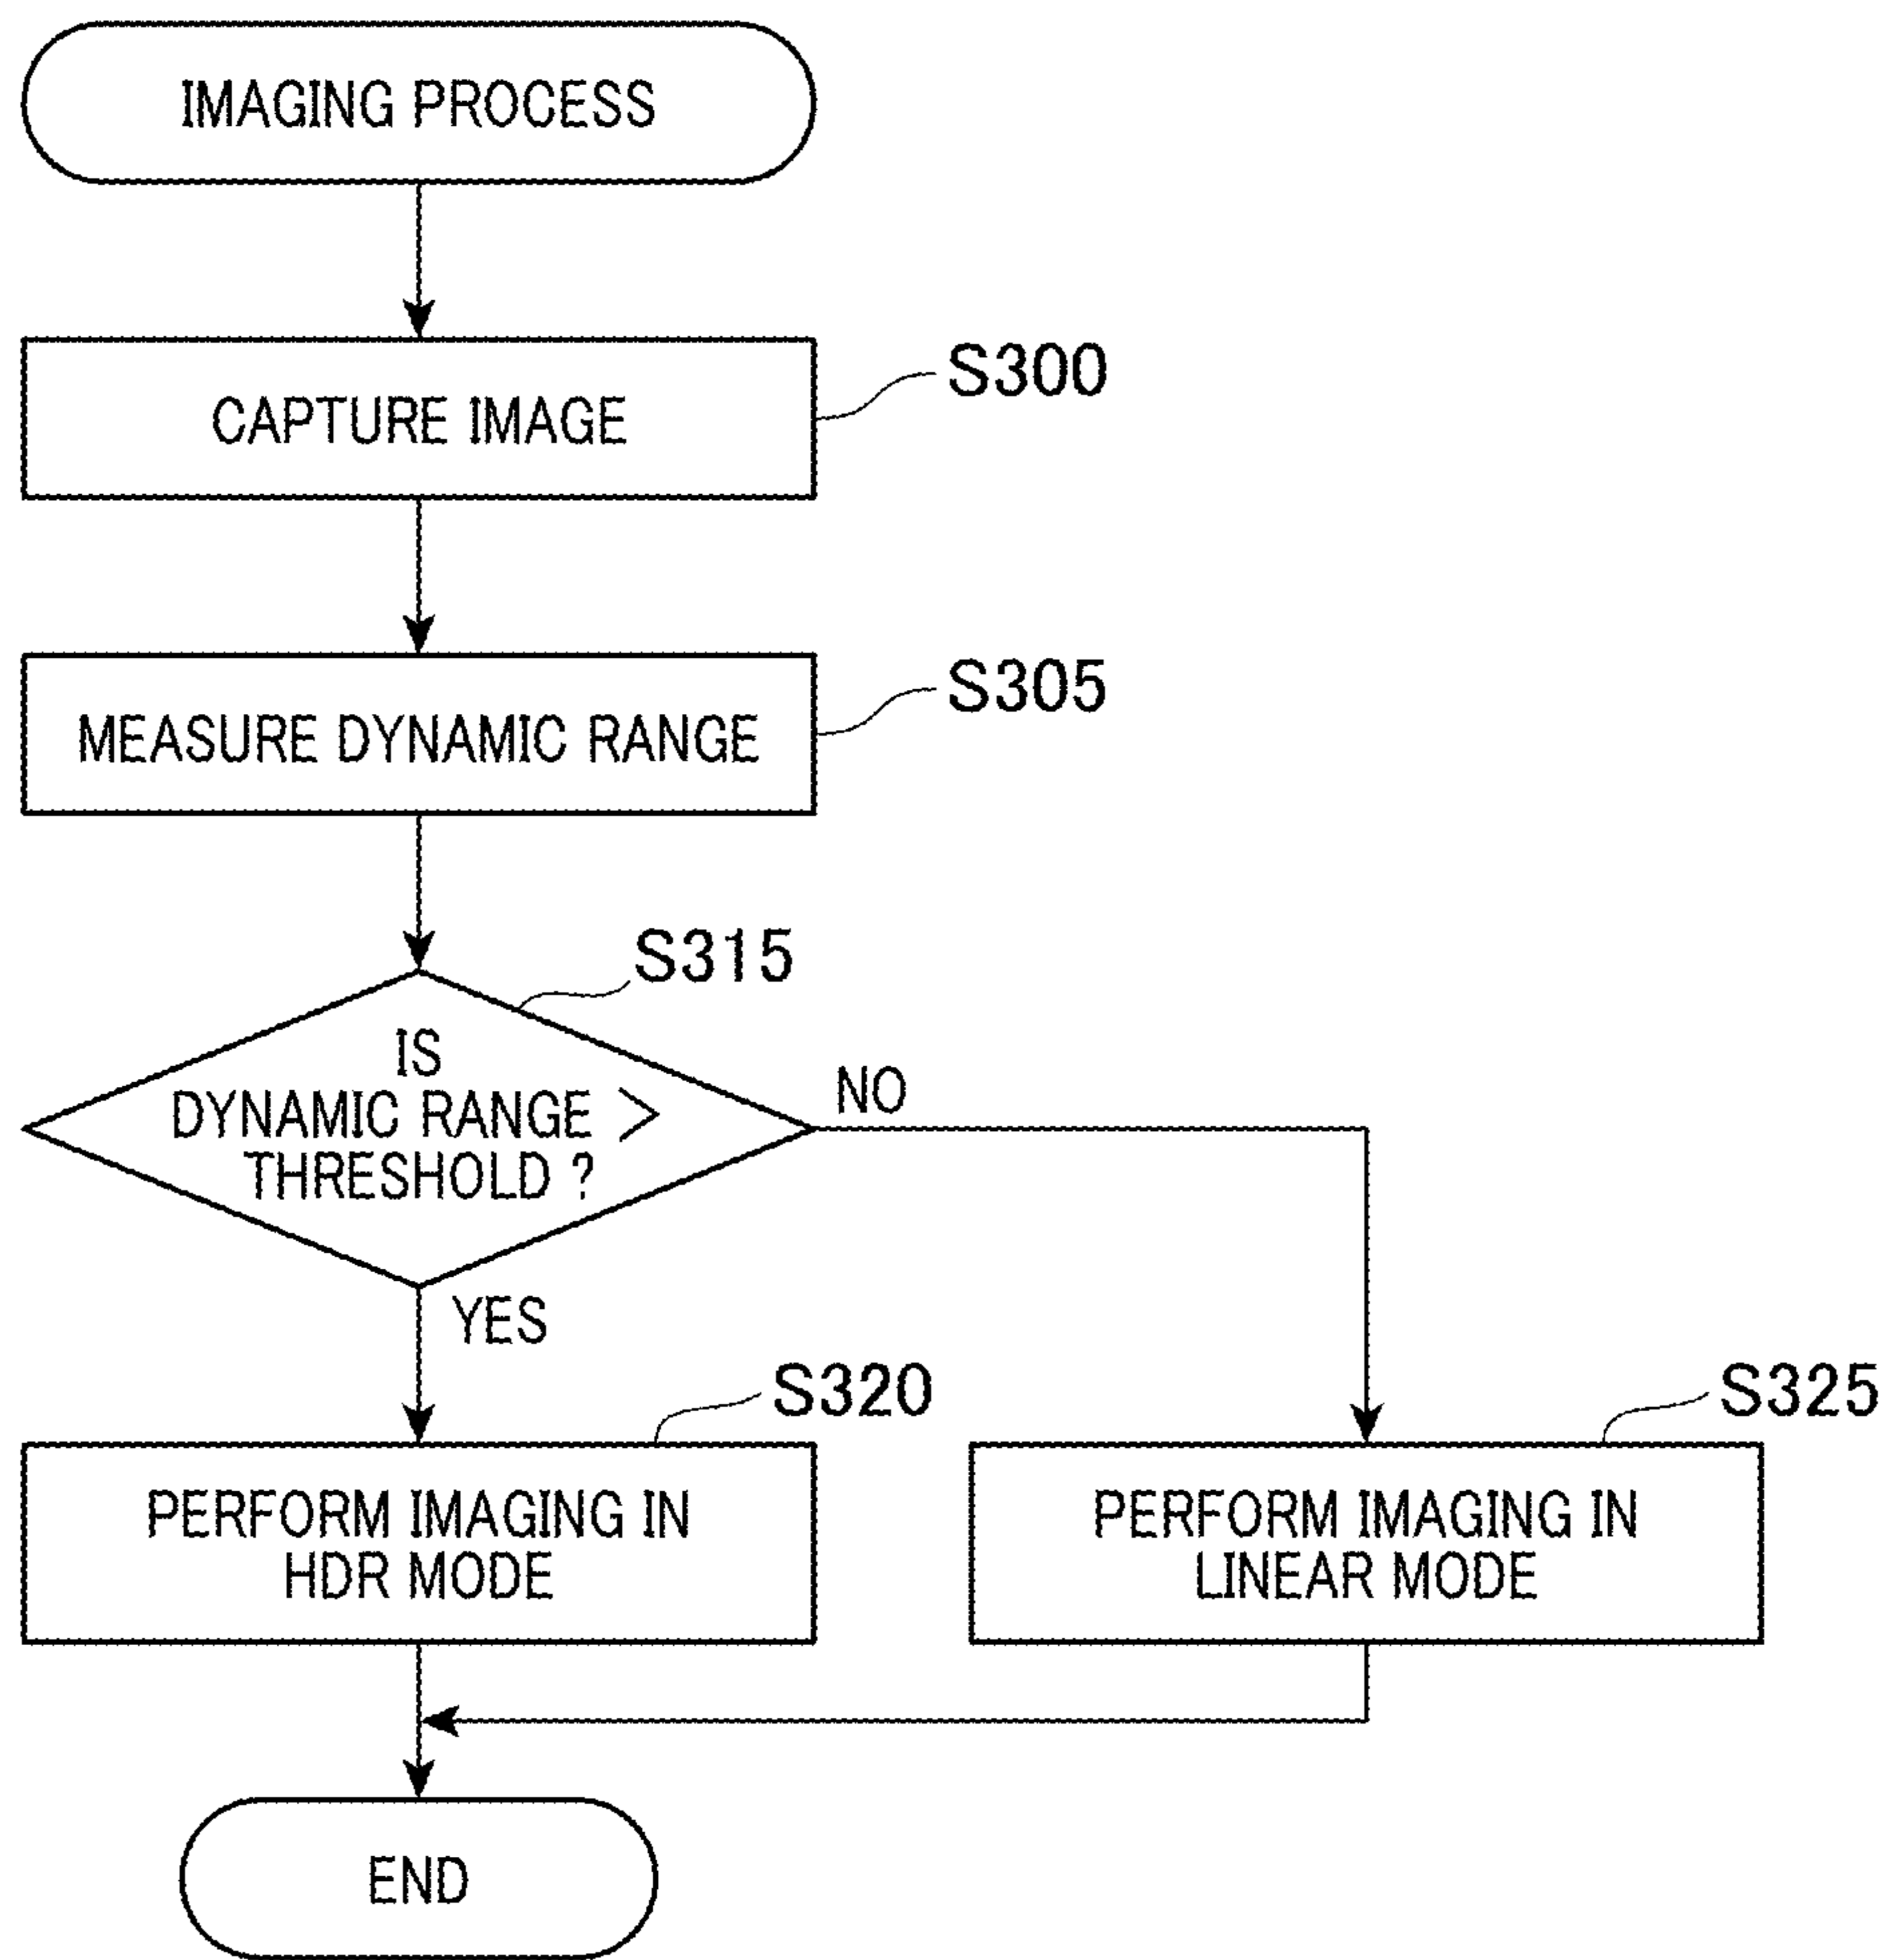 IMAGING PROCESS
CAPTURE IMAGE
S300
MEASURE DYNAMIC RANGE
S305
S315
IS
DYNAMIC RANGE >
THRESHOLD ?
NO
YES
S320
PERFORM IMAGING IN
HDR MODE
S325
PERFORM IMAGING IN
LINEAR MODE
END